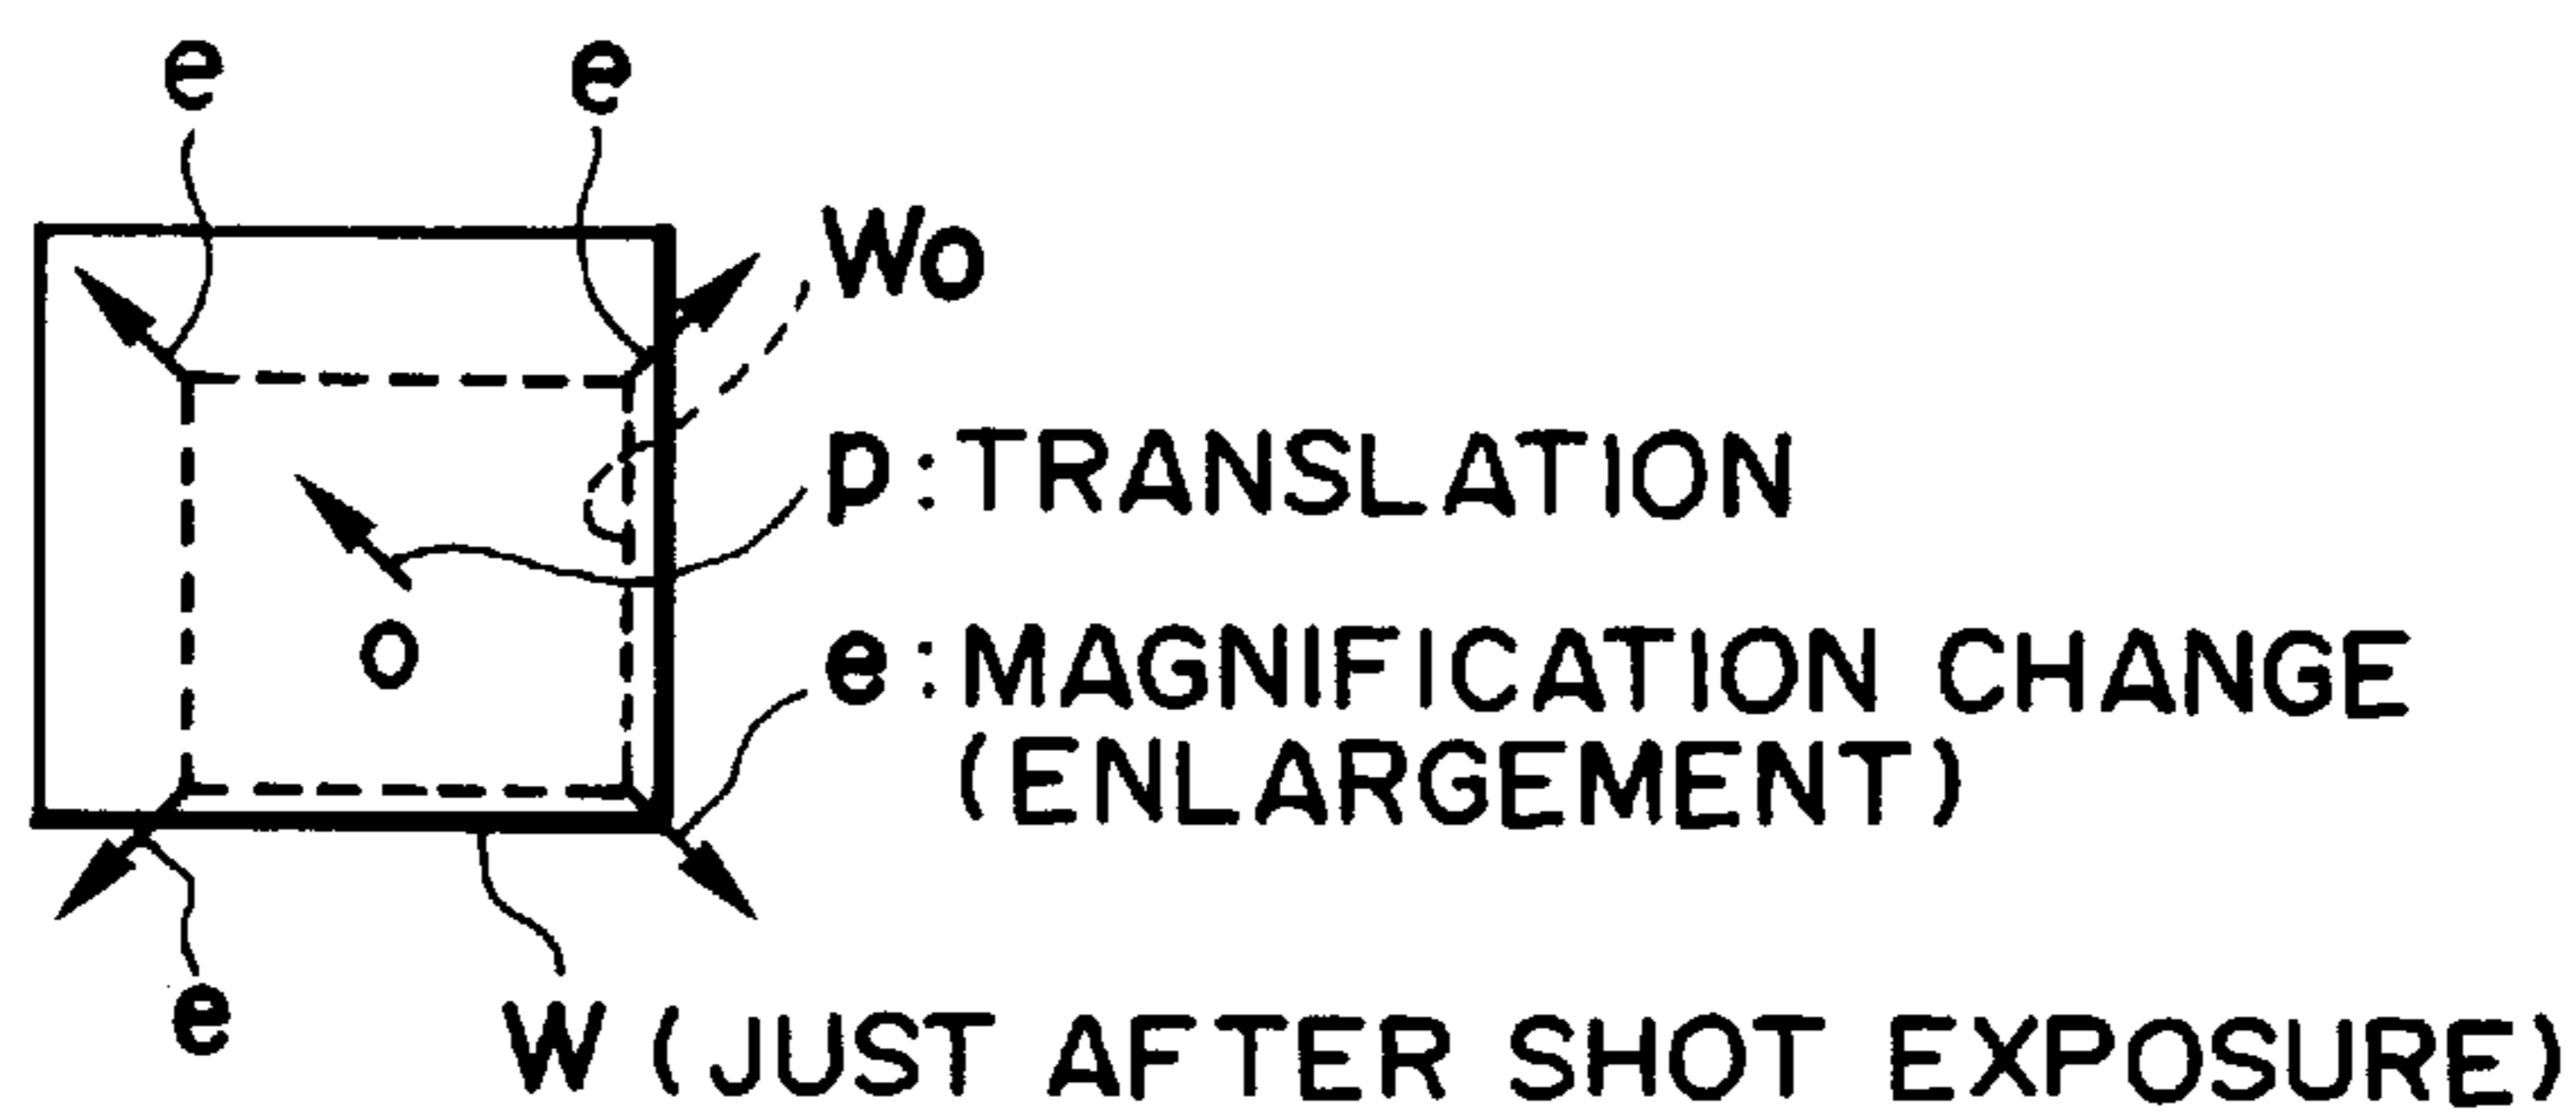 e e
Wo
p: TRANSLATION
o
e: MAGNIFICATION CHANGE
(ENLARGEMENT)
e
W (JUST AFTER SHOT EXPOSURE)